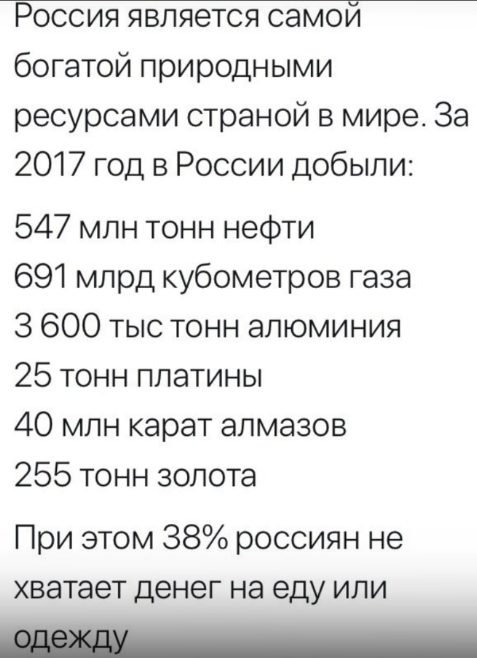 Россия является самой
богатой природными
ресурсами страной в мире. За
2017 год в России добыли:
547 млн тонн нефти
691 млрд кубометров газа
3 600 тыс тонн алюминия
25 тонн платины
40 млн карат алмазов
255 тонн золота
При этом 38% россиян не
хватает денег на еду или
одежду